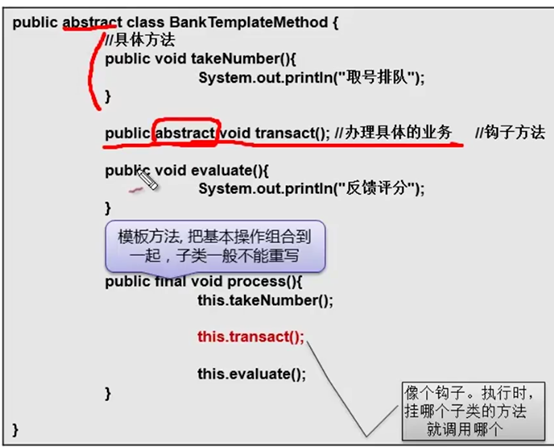 public abstract class BankTemplateMethod {
//具体方法
public void takeNumber(){
System.out.println("取号排队");
}
public abstract void transact(); //办理具体的业务 //钩子方法
public void evaluate(){
System.out.println("反馈评分");
}
模板方法, 把基本操作组合到
一起，子类一般不能重写
public final void process(){
this.takeNumber();
this.transact();
this.evaluate();
}
像个钩子。执行时，
挂哪个子类的方法
就调用哪个
}